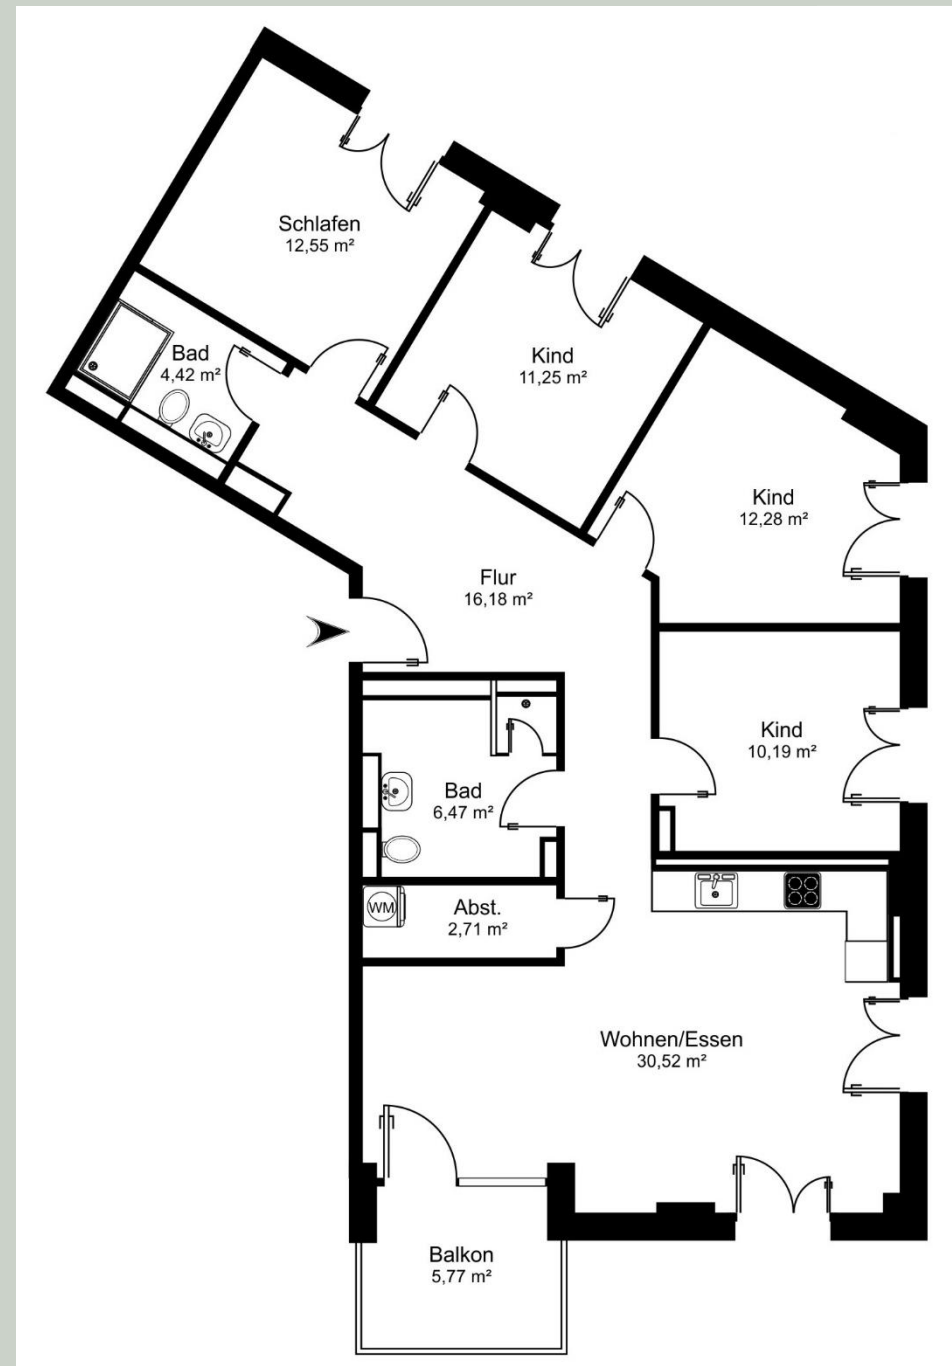 Schlafen
12,55 m²
Bad
4,42 m²
Kind
11,25 m²
Kind
12,28 m²
Flur
16,18 m²
Kind
10,19 m²
Bad
6,47 m²
WM
Abst.
2,71 m²
Wohnen/Essen
30,52 m²
Balkon
5,77 m²